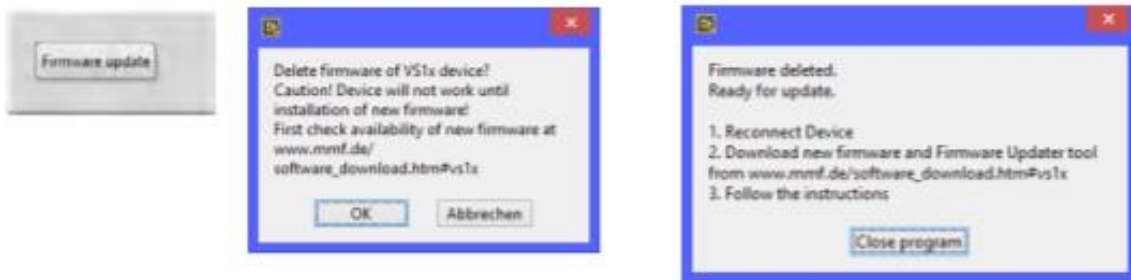 Firmware update
Delete firmware of VS1x device?
Caution! Device will not work until
installation of new firmware!
First check availability of new firmware at
www.mmf.de/
software_download.htm#vs1x
OK
Abbrechen
Firmware deleted.
Ready for update.
1. Reconnect Device
2. Download new firmware and Firmware Updater tool
from www.mmf.de/software_download.htm#vs1x
3. Follow the instructions
Close program